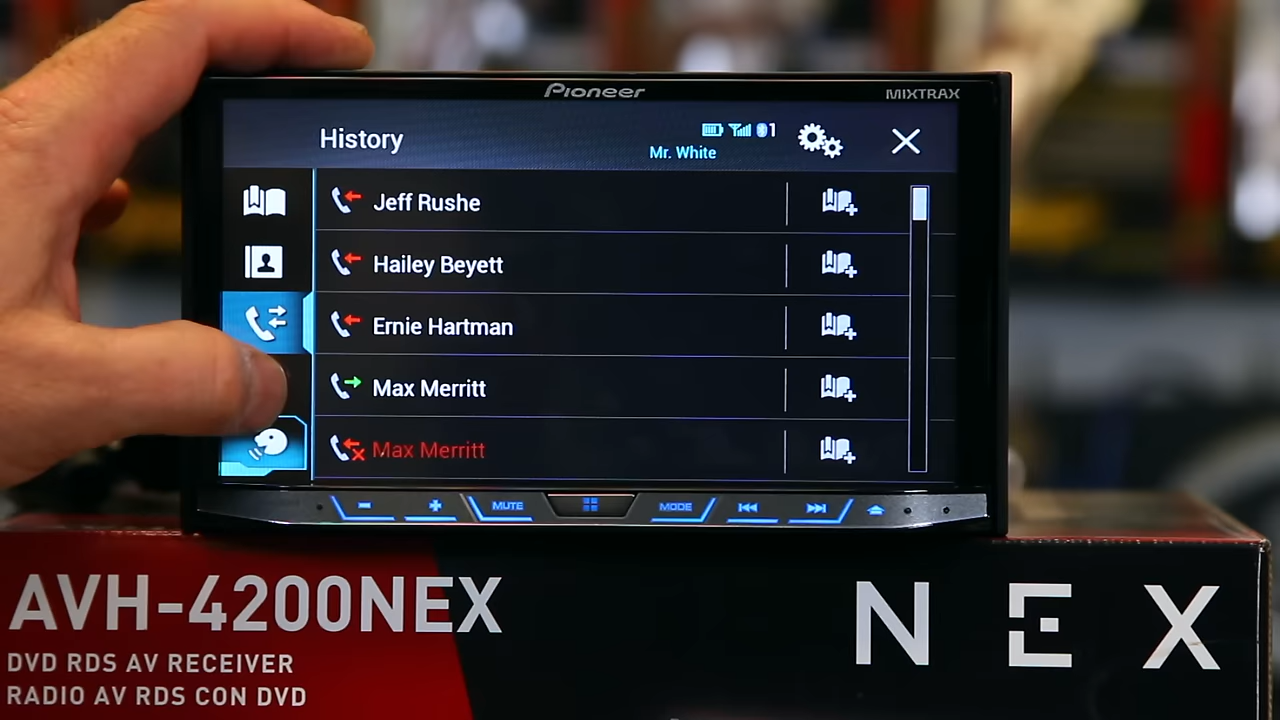 Pioneer
MIXTRAX
History
1
Mr. White
Jeff Rushe
Hailey Beyett
Ernie Hartman
Max Merritt
Max Merritt
MUTE
MODE
AVH-4200NEX
NEX
DVD RDS AV RECEIVER
RADIO AV RDS CON DVD